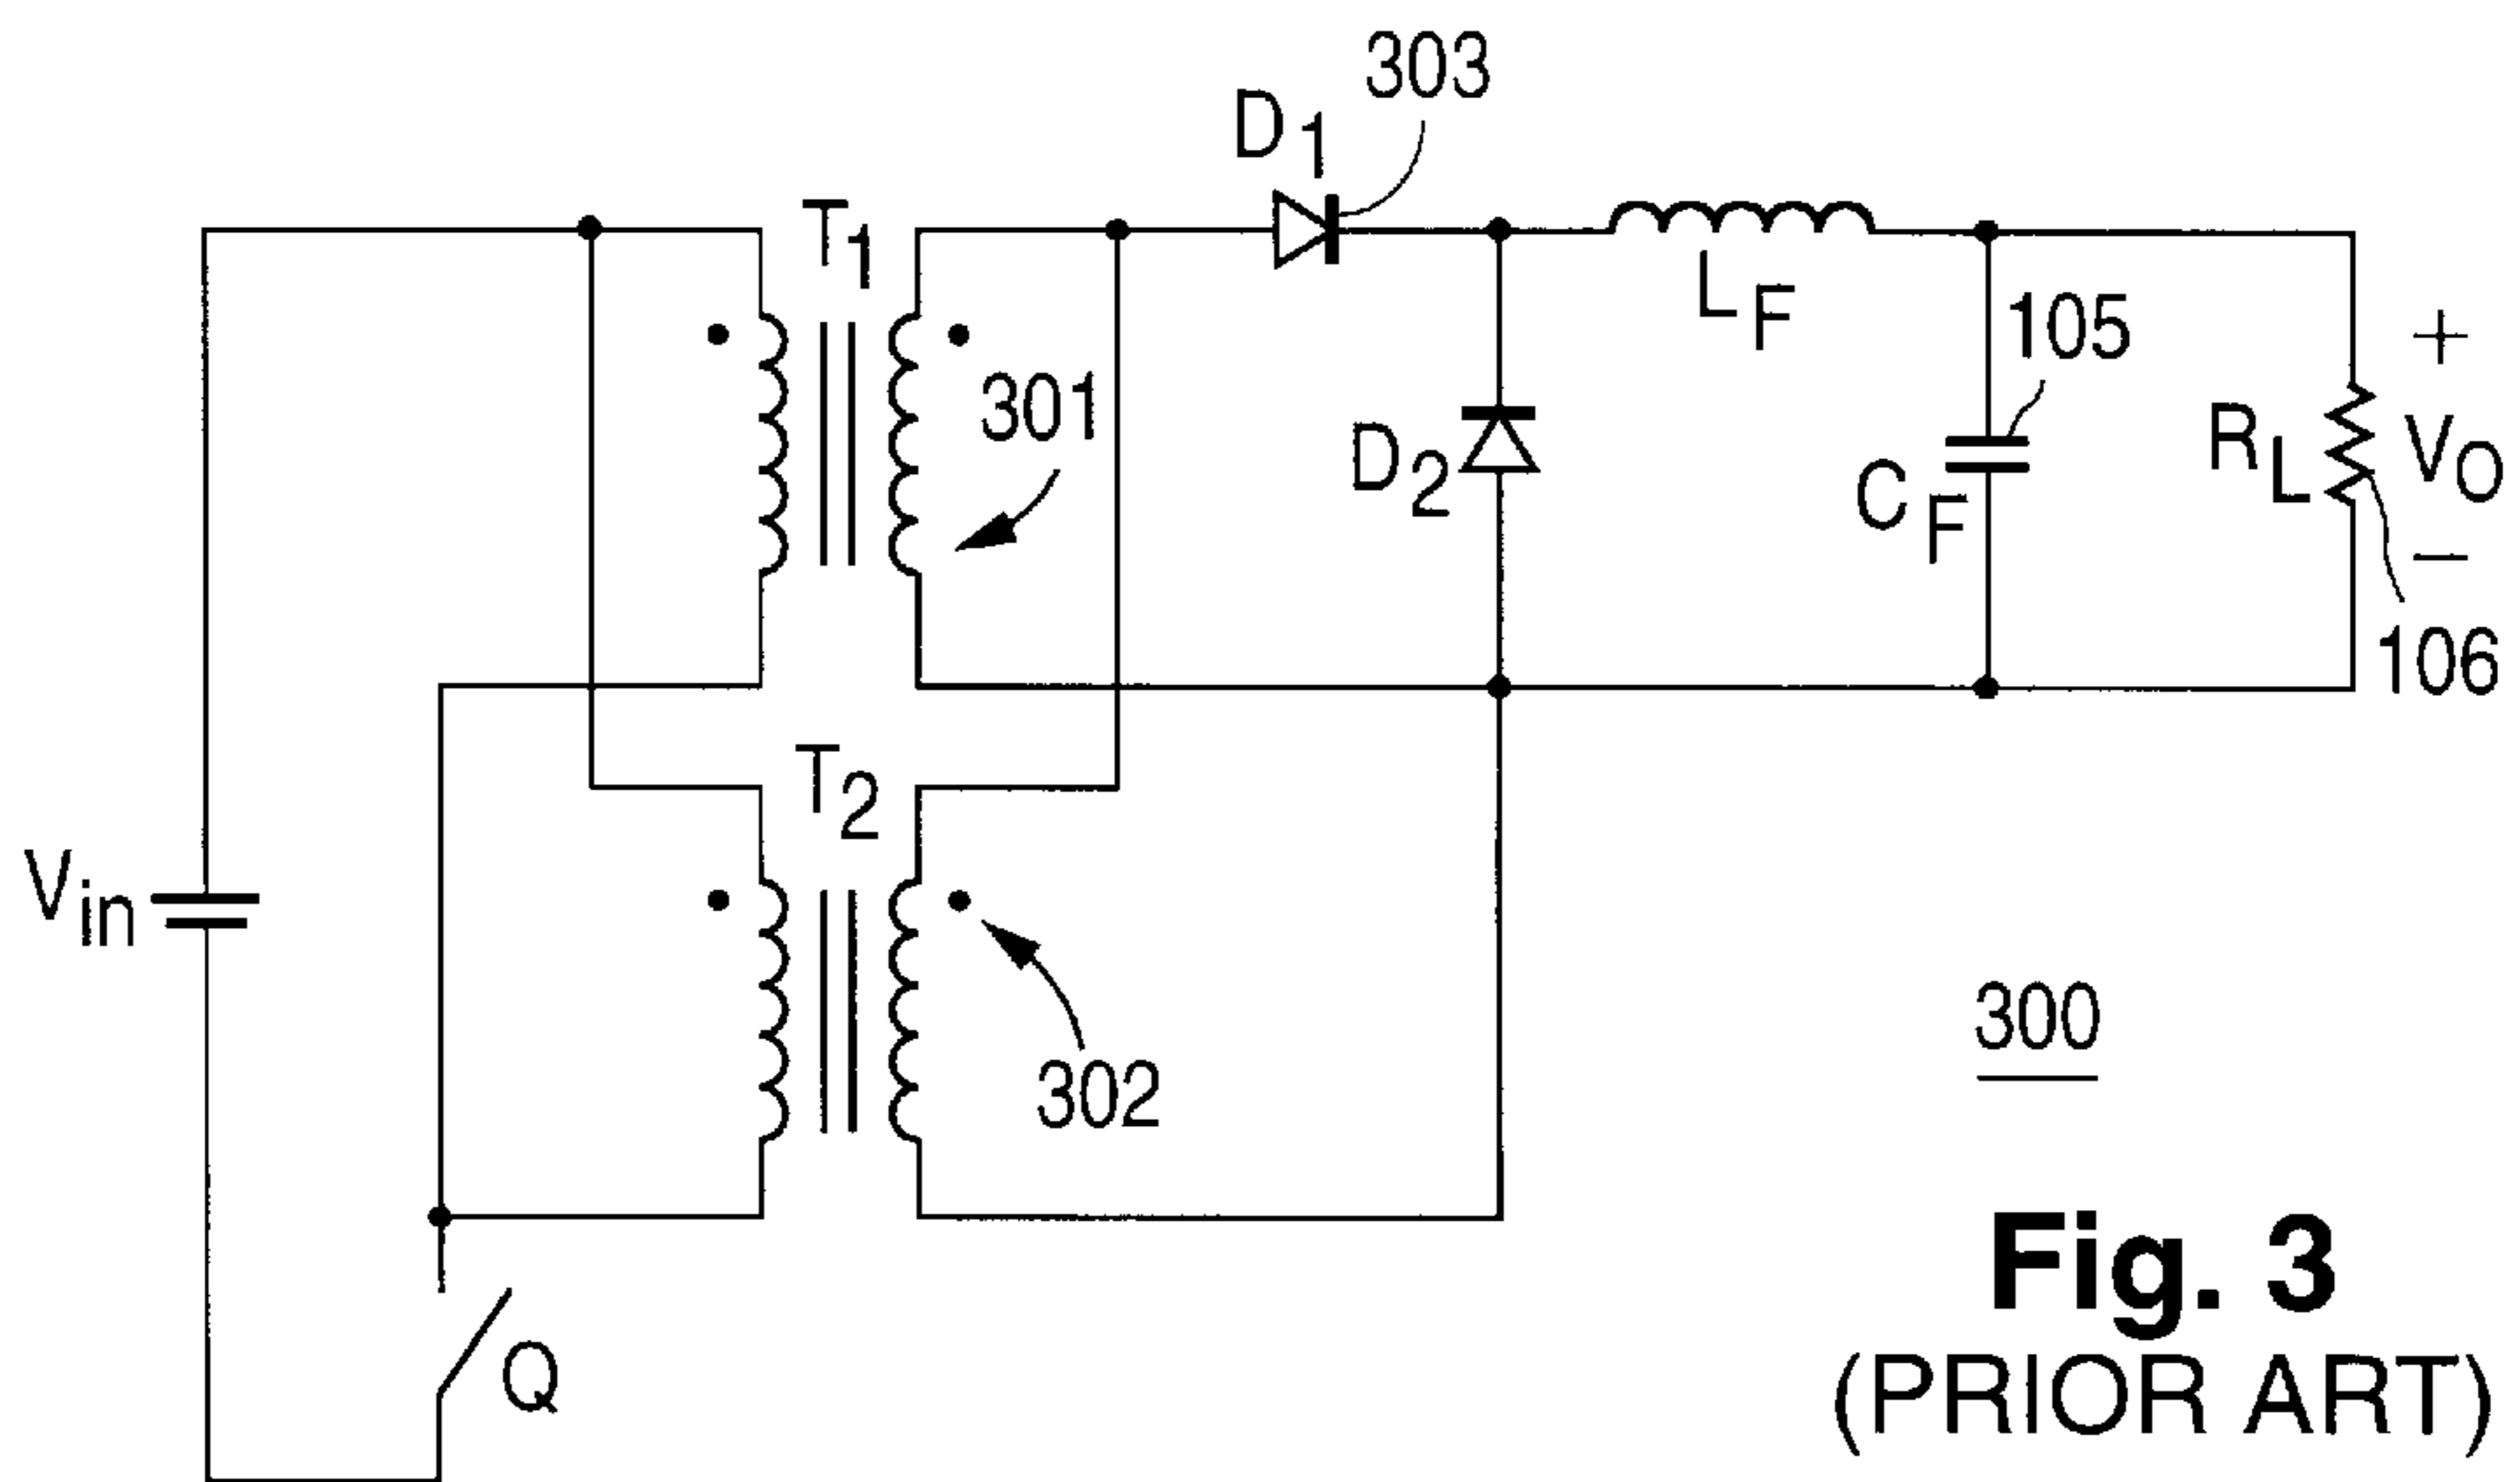 303
D1
T1
LF
105
301
D2
RL
+
VO
−
CF
106
T2
Vin
302
300
Q
Fig. 3
(PRIOR ART)